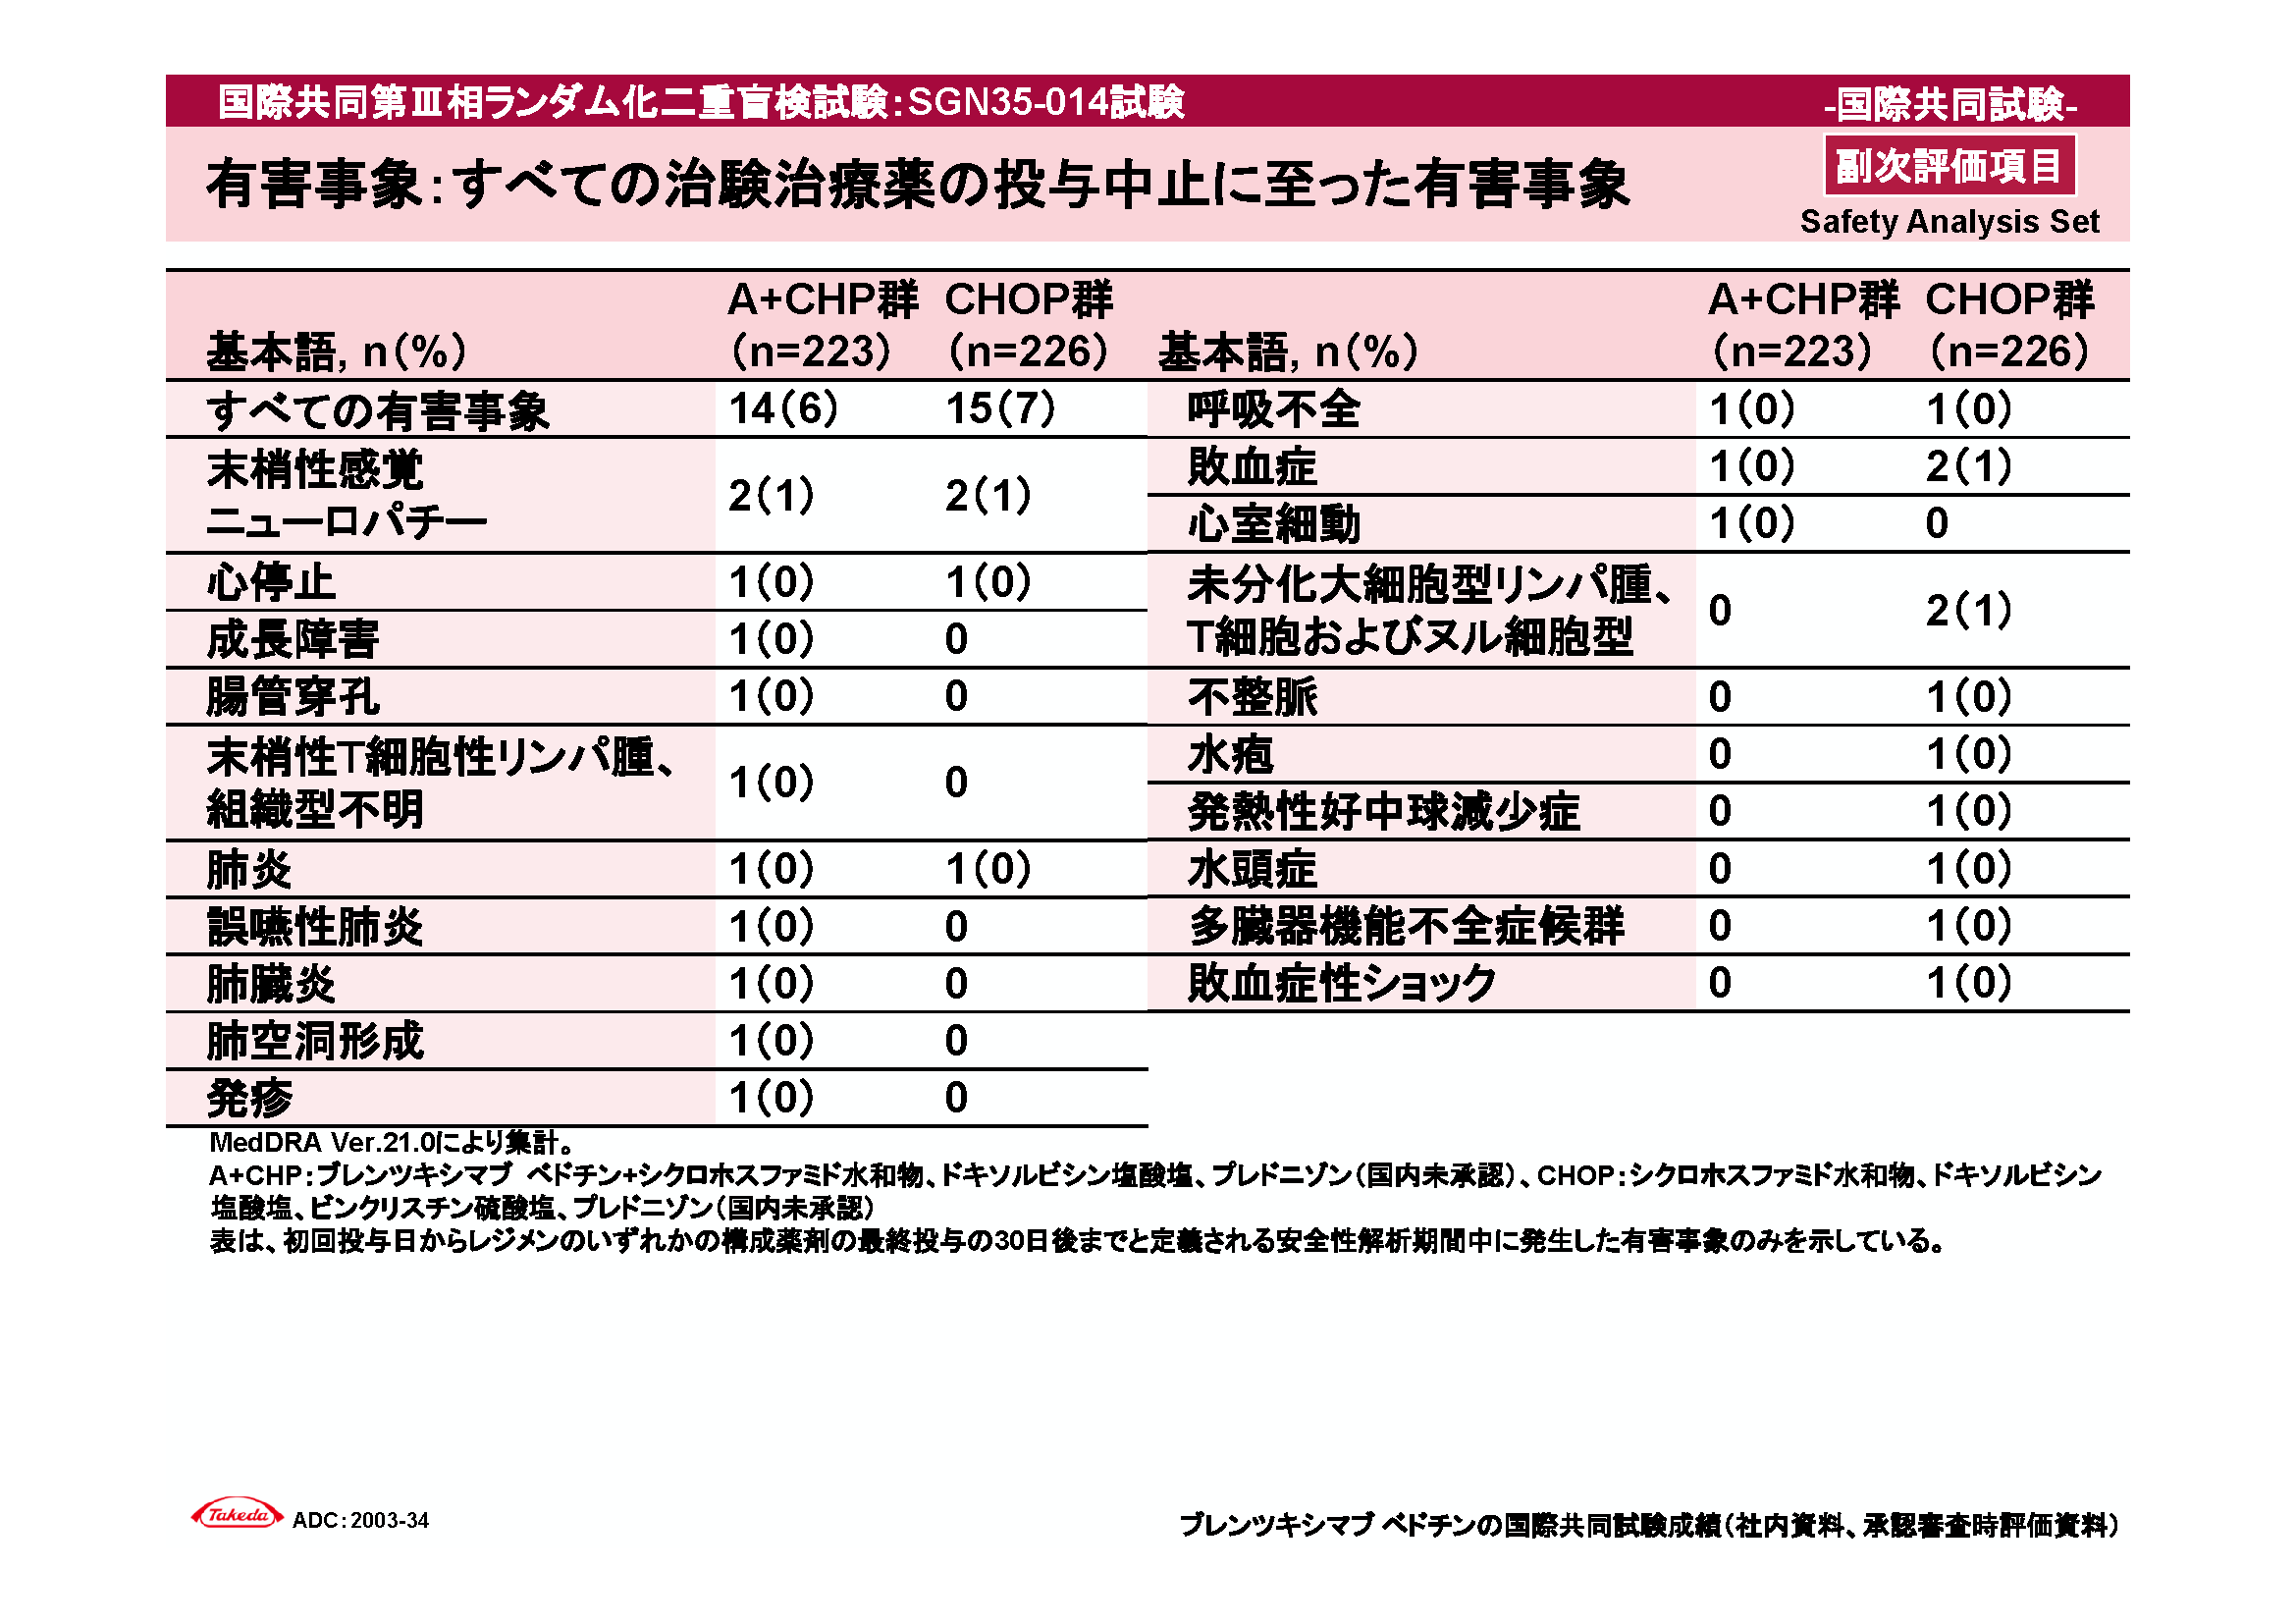 国際共同第Ⅲ相ランダム化二重盲検試験：SGN35-014試験
-国際共同試験-
有害事象：すべての治験治療薬の投与中止に至った有害事象
副次評価項目
Safety Analysis Set
基本語, n（%） A+CHP群（n=223） CHOP群（n=226）
すべての有害事象 14（6） 15（7）
末梢性感覚
ニューロパチー 2（1） 2（1）
心停止 1（0） 1（0）
成長障害 1（0） 0
腸管穿孔 1（0） 0
末梢性T細胞性リンパ腫、
組織型不明 1（0） 0
肺炎 1（0） 1（0）
誤嚥性肺炎 1（0） 0
肺臓炎 1（0） 0
肺空洞形成 1（0） 0
発疹 1（0） 0
基本語, n（%） A+CHP群（n=223） CHOP群（n=226）
呼吸不全 1（0） 1（0）
敗血症 1（0） 2（1）
心室細動 1（0） 0
未分化大細胞型リンパ腫、
T細胞およびヌル細胞型 0 2（1）
不整脈 0 1（0）
水疱 0 1（0）
発熱性好中球減少症 0 1（0）
水頭症 0 1（0）
多臓器機能不全症候群 0 1（0）
敗血症性ショック 0 1（0）
MedDRA Ver.21.0により集計。
A+CHP：ブレンツキシマブ ベドチン+シクロホスファミド水和物、ドキソルビシン塩酸塩、プレドニゾン（国内未承認）、CHOP：シクロホスファミド水和物、ドキソルビシン
塩酸塩、ビンクリスチン硫酸塩、プレドニゾン（国内未承認）
表は、初回投与日からレジメンのいずれかの構成薬剤の最終投与の30日後までと定義される安全性解析期間中に発生した有害事象のみを示している。
Takeda ADC：2003-34
ブレンツキシマブ ベドチンの国際共同試験成績（社内資料、承認審査時評価資料）